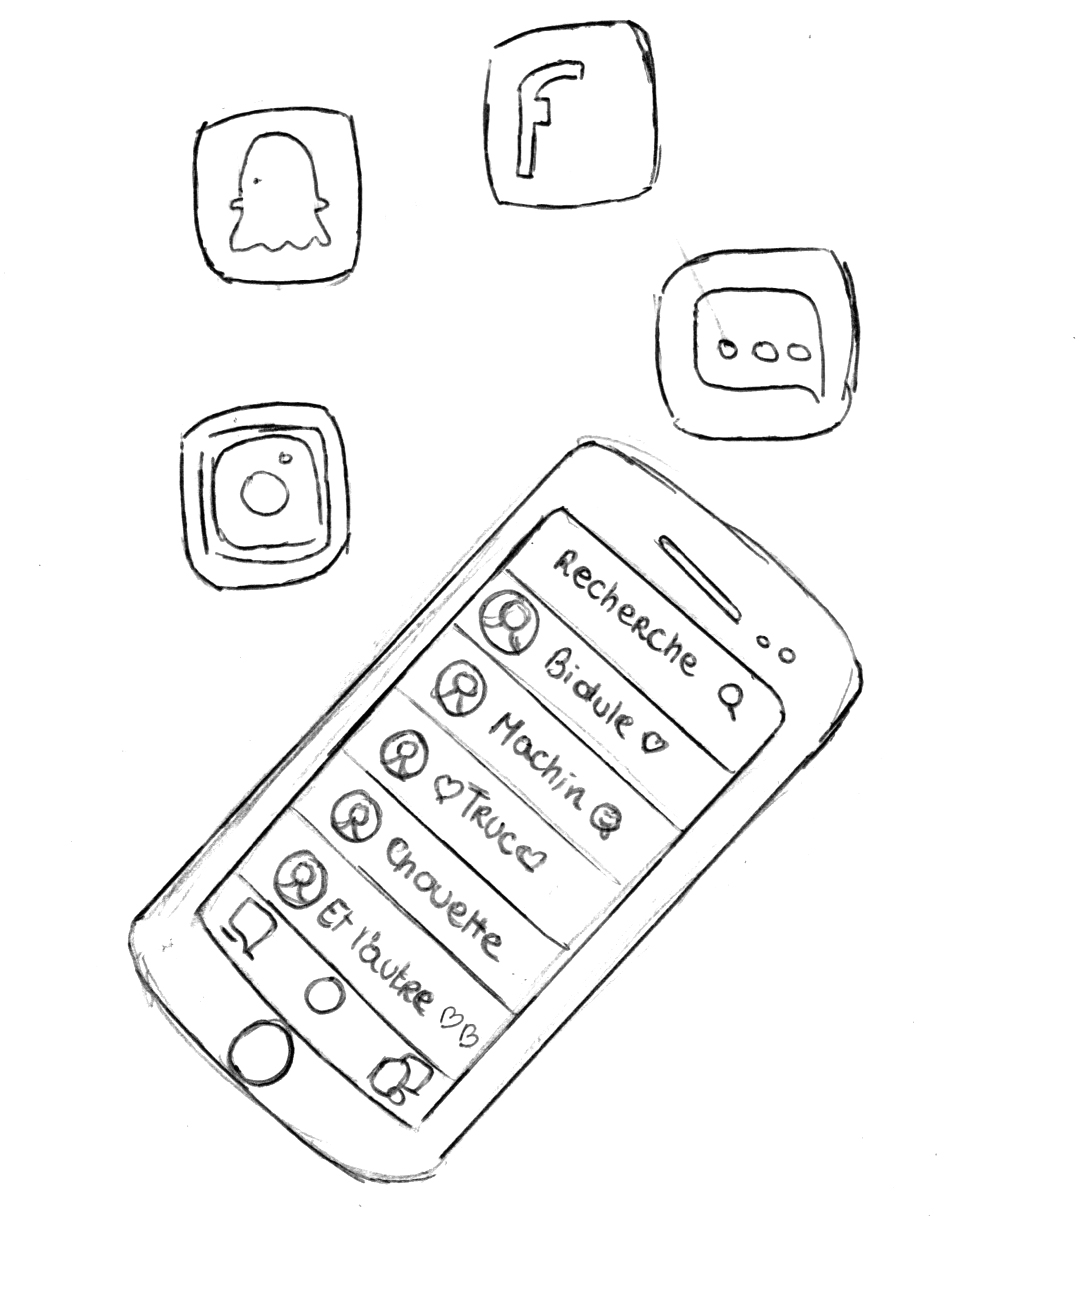 F
Recherche
Bidule ♡
Machin
♡ Truc ♡
Chouette
Et l'autre ♡♡